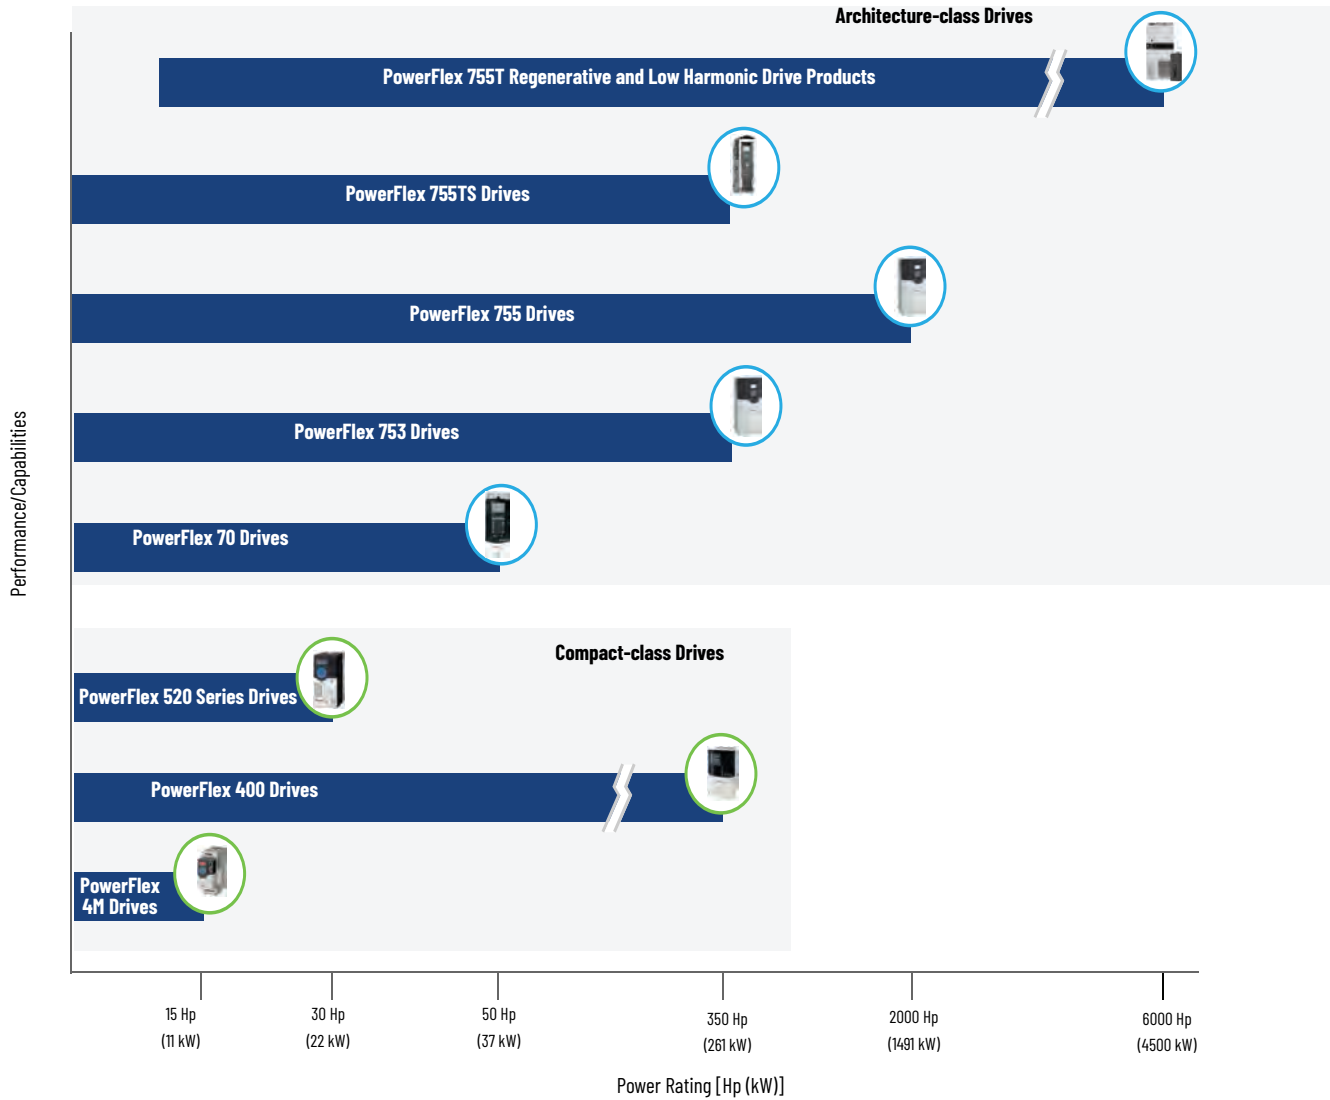 Architecture-class Drives
PowerFlex 755T Regenerative and Low Harmonic Drive Products
PowerFlex 755TS Drives
PowerFlex 755 Drives
PowerFlex 753 Drives
PowerFlex 70 Drives
Performance/Capabilities
Compact-class Drives
PowerFlex 520 Series Drives
PowerFlex 400 Drives
PowerFlex
4M Drives
15 Hp
(11 kW)
30 Hp
(22 kW)
50 Hp
(37 kW)
350 Hp
(261 kW)
2000 Hp
(1491 kW)
6000 Hp
(4500 kW)
Power Rating [Hp (kW)]